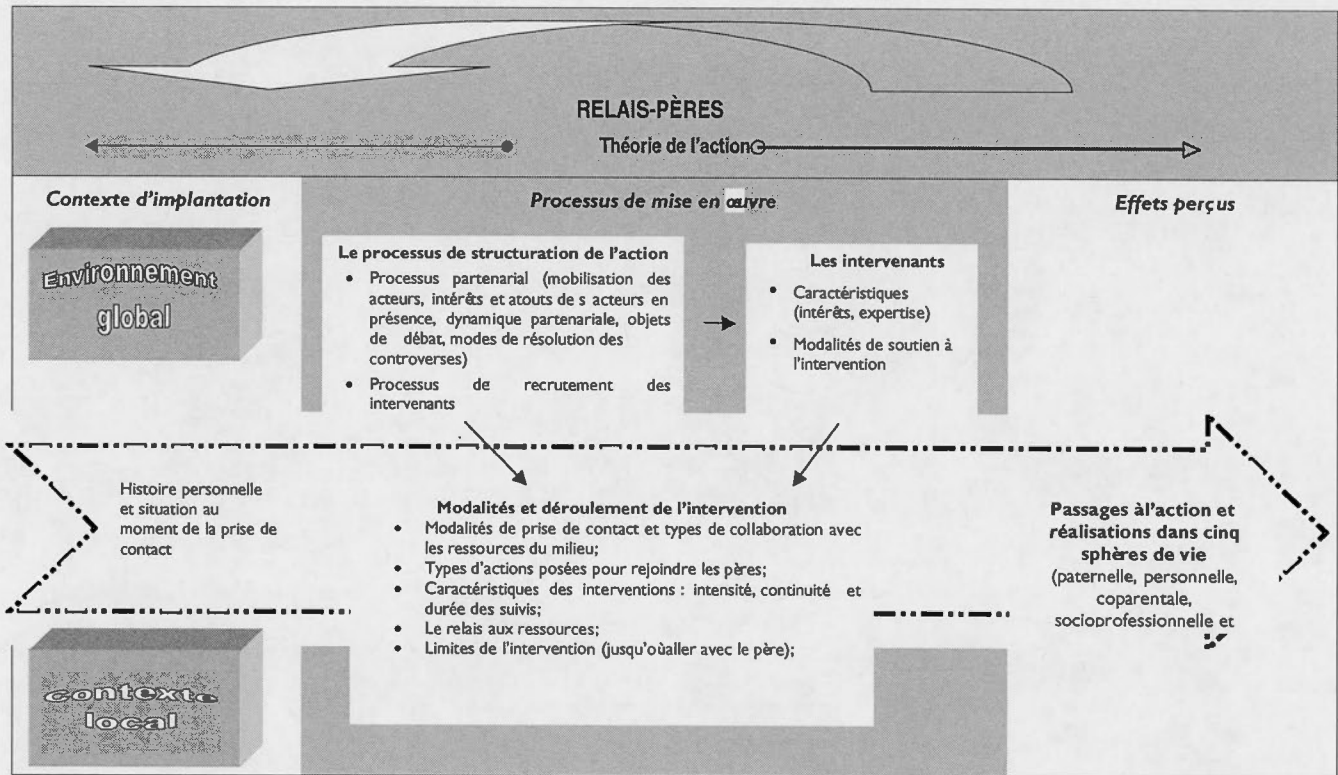 RELAIS-PÈRES
Théorie de l'action
Contexte d'implantation
Processus de mise en œuvre
Effets perçus
Environnement
global
Le processus de structuration de l'action
• Processus partenarial (mobilisation des
acteurs, intérêts et atouts de s acteurs en
présence, dynamique partenariale, objets
de débat, modes de résolution des
controverses)
• Processus de recrutement des
intervenants
Les intervenants
• Caractéristiques
(intérêts, expertise)
• Modalités de soutien à
l'intervention
Histoire personnelle
et situation au
moment de la prise de
contact
Modalités et déroulement de l'intervention
• Modalités de prise de contact et types de collaboration avec
les ressources du milieu;
• Types d'actions posées pour rejoindre les pères;
• Caractéristiques des interventions : intensité, continuité et
durée des suivis;
• Le relais aux ressources;
• Limites de l'intervention (jusqu'oùaller avec le père);
Passages àl'action et
réalisations dans cinq
sphères de vie
(paternelle, personnelle,
coparentale,
socioprofessionnelle et
contexte
local